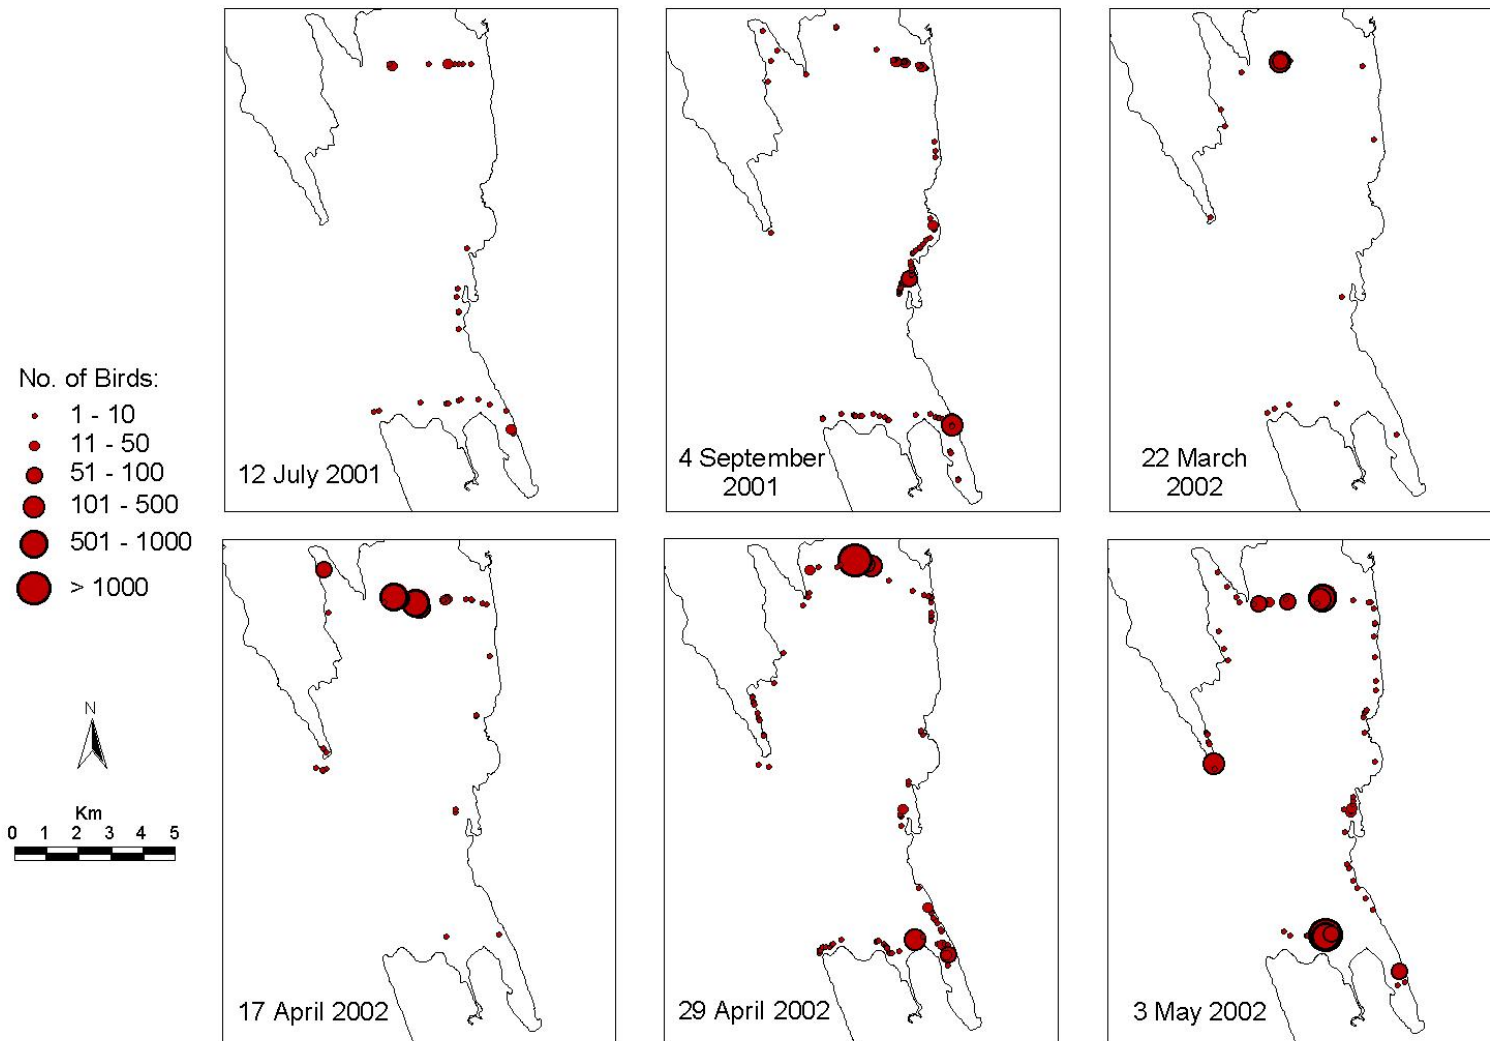 12 July 2001
4 September
2001
22 March
2002
No. of Birds:
1 - 10
11 - 50
51 - 100
101 - 500
501 - 1000
> 1000
N
Km
0 1 2 3 4 5
17 April 2002
29 April 2002
3 May 2002